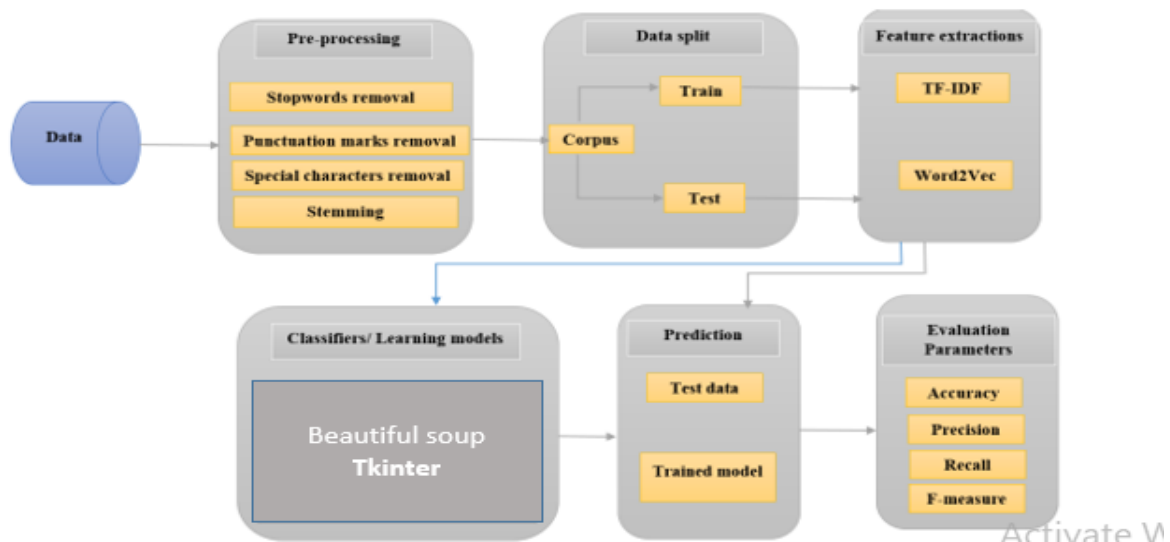 Data
Pre-processing
Stopwords removal
Punctuation marks removal
Special characters removal
Stemming
Data split
Corpus
Train
Test
Feature extractions
TF-IDF
Word2Vec
Classifiers/ Learning models
Beautiful soup
Tkinter
Prediction
Test data
Trained model
Evaluation
Parameters
Accuracy
Precision
Recall
F-measure
Activate W